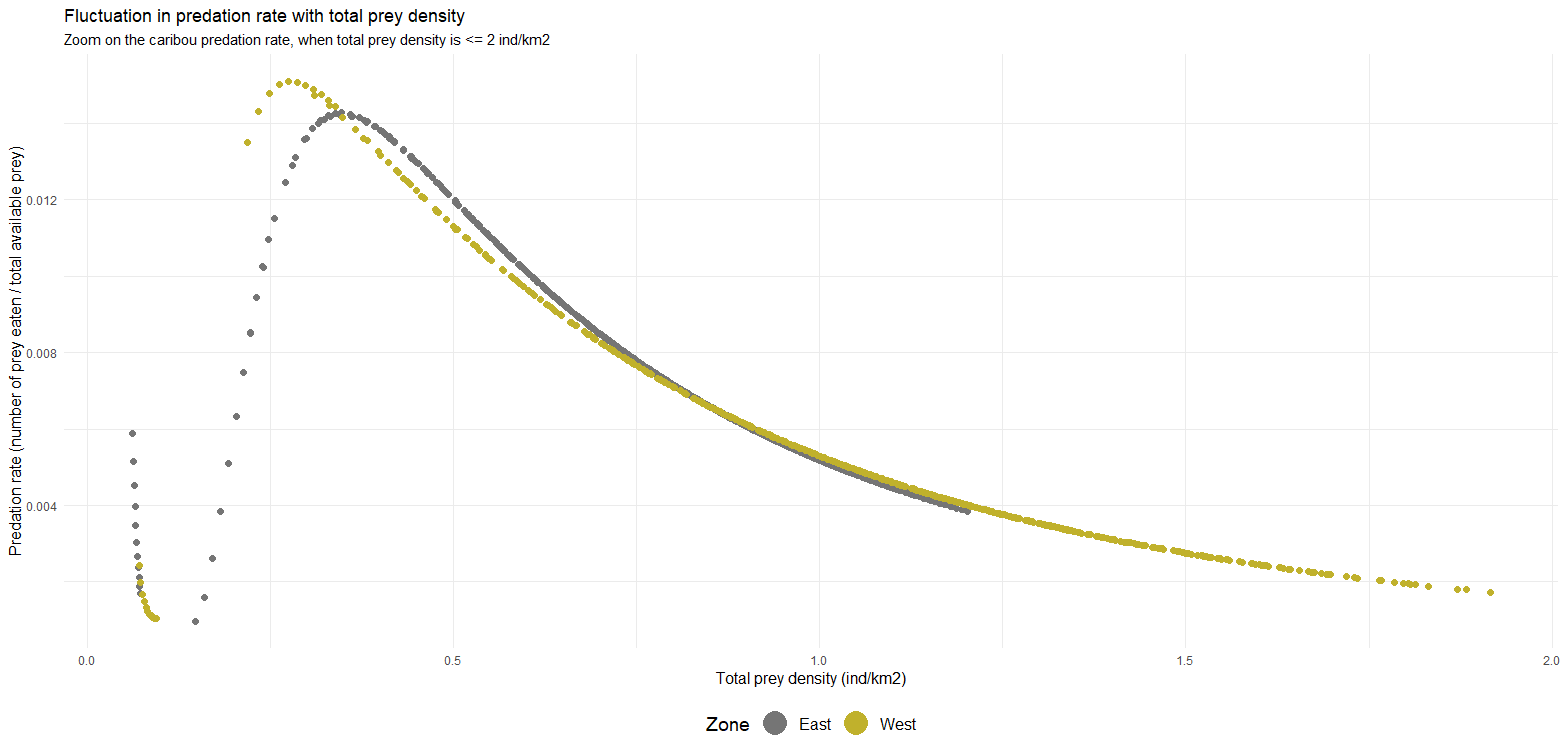 Fluctuation in predation rate with total prey density
Zoom on the caribou predation rate, when total prey density is <= 2 ind/km2
Predation rate (number of prey eaten / total available prey)
0.012
0.008
0.004
0.0
0.5
1.0
1.5
2.0
Total prey density (ind/km2)
Zone
East
West